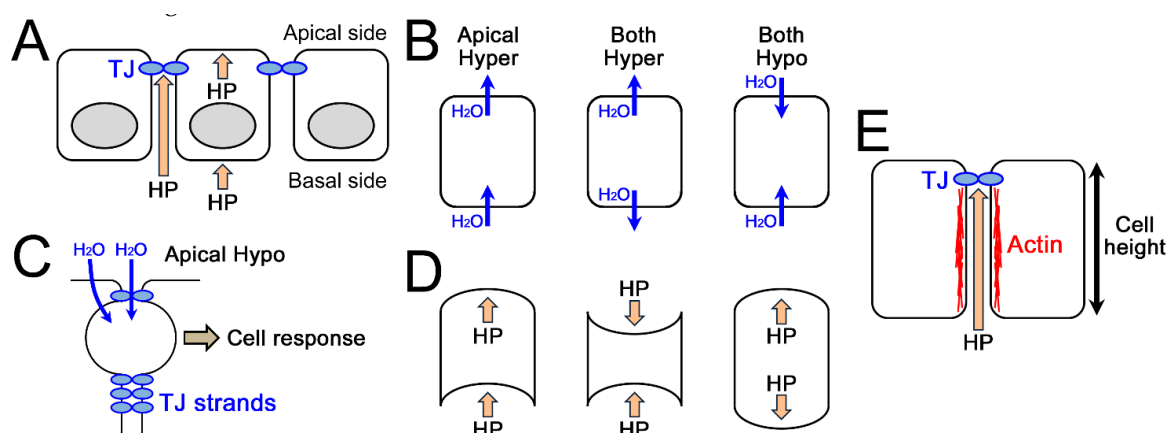 A
Apical side
TJ
HP
HP
Basal side
HP
B
Apical
Hyper
Both
Hyper
Both
Hypo
H₂O
H₂O
H₂O
H₂O
H₂O
H₂O
C
H₂O
H₂O
Apical Hypo
Cell response
TJ strands
D
HP
HP
HP
HP
HP
HP
E
TJ
Actin
Cell
height
HP